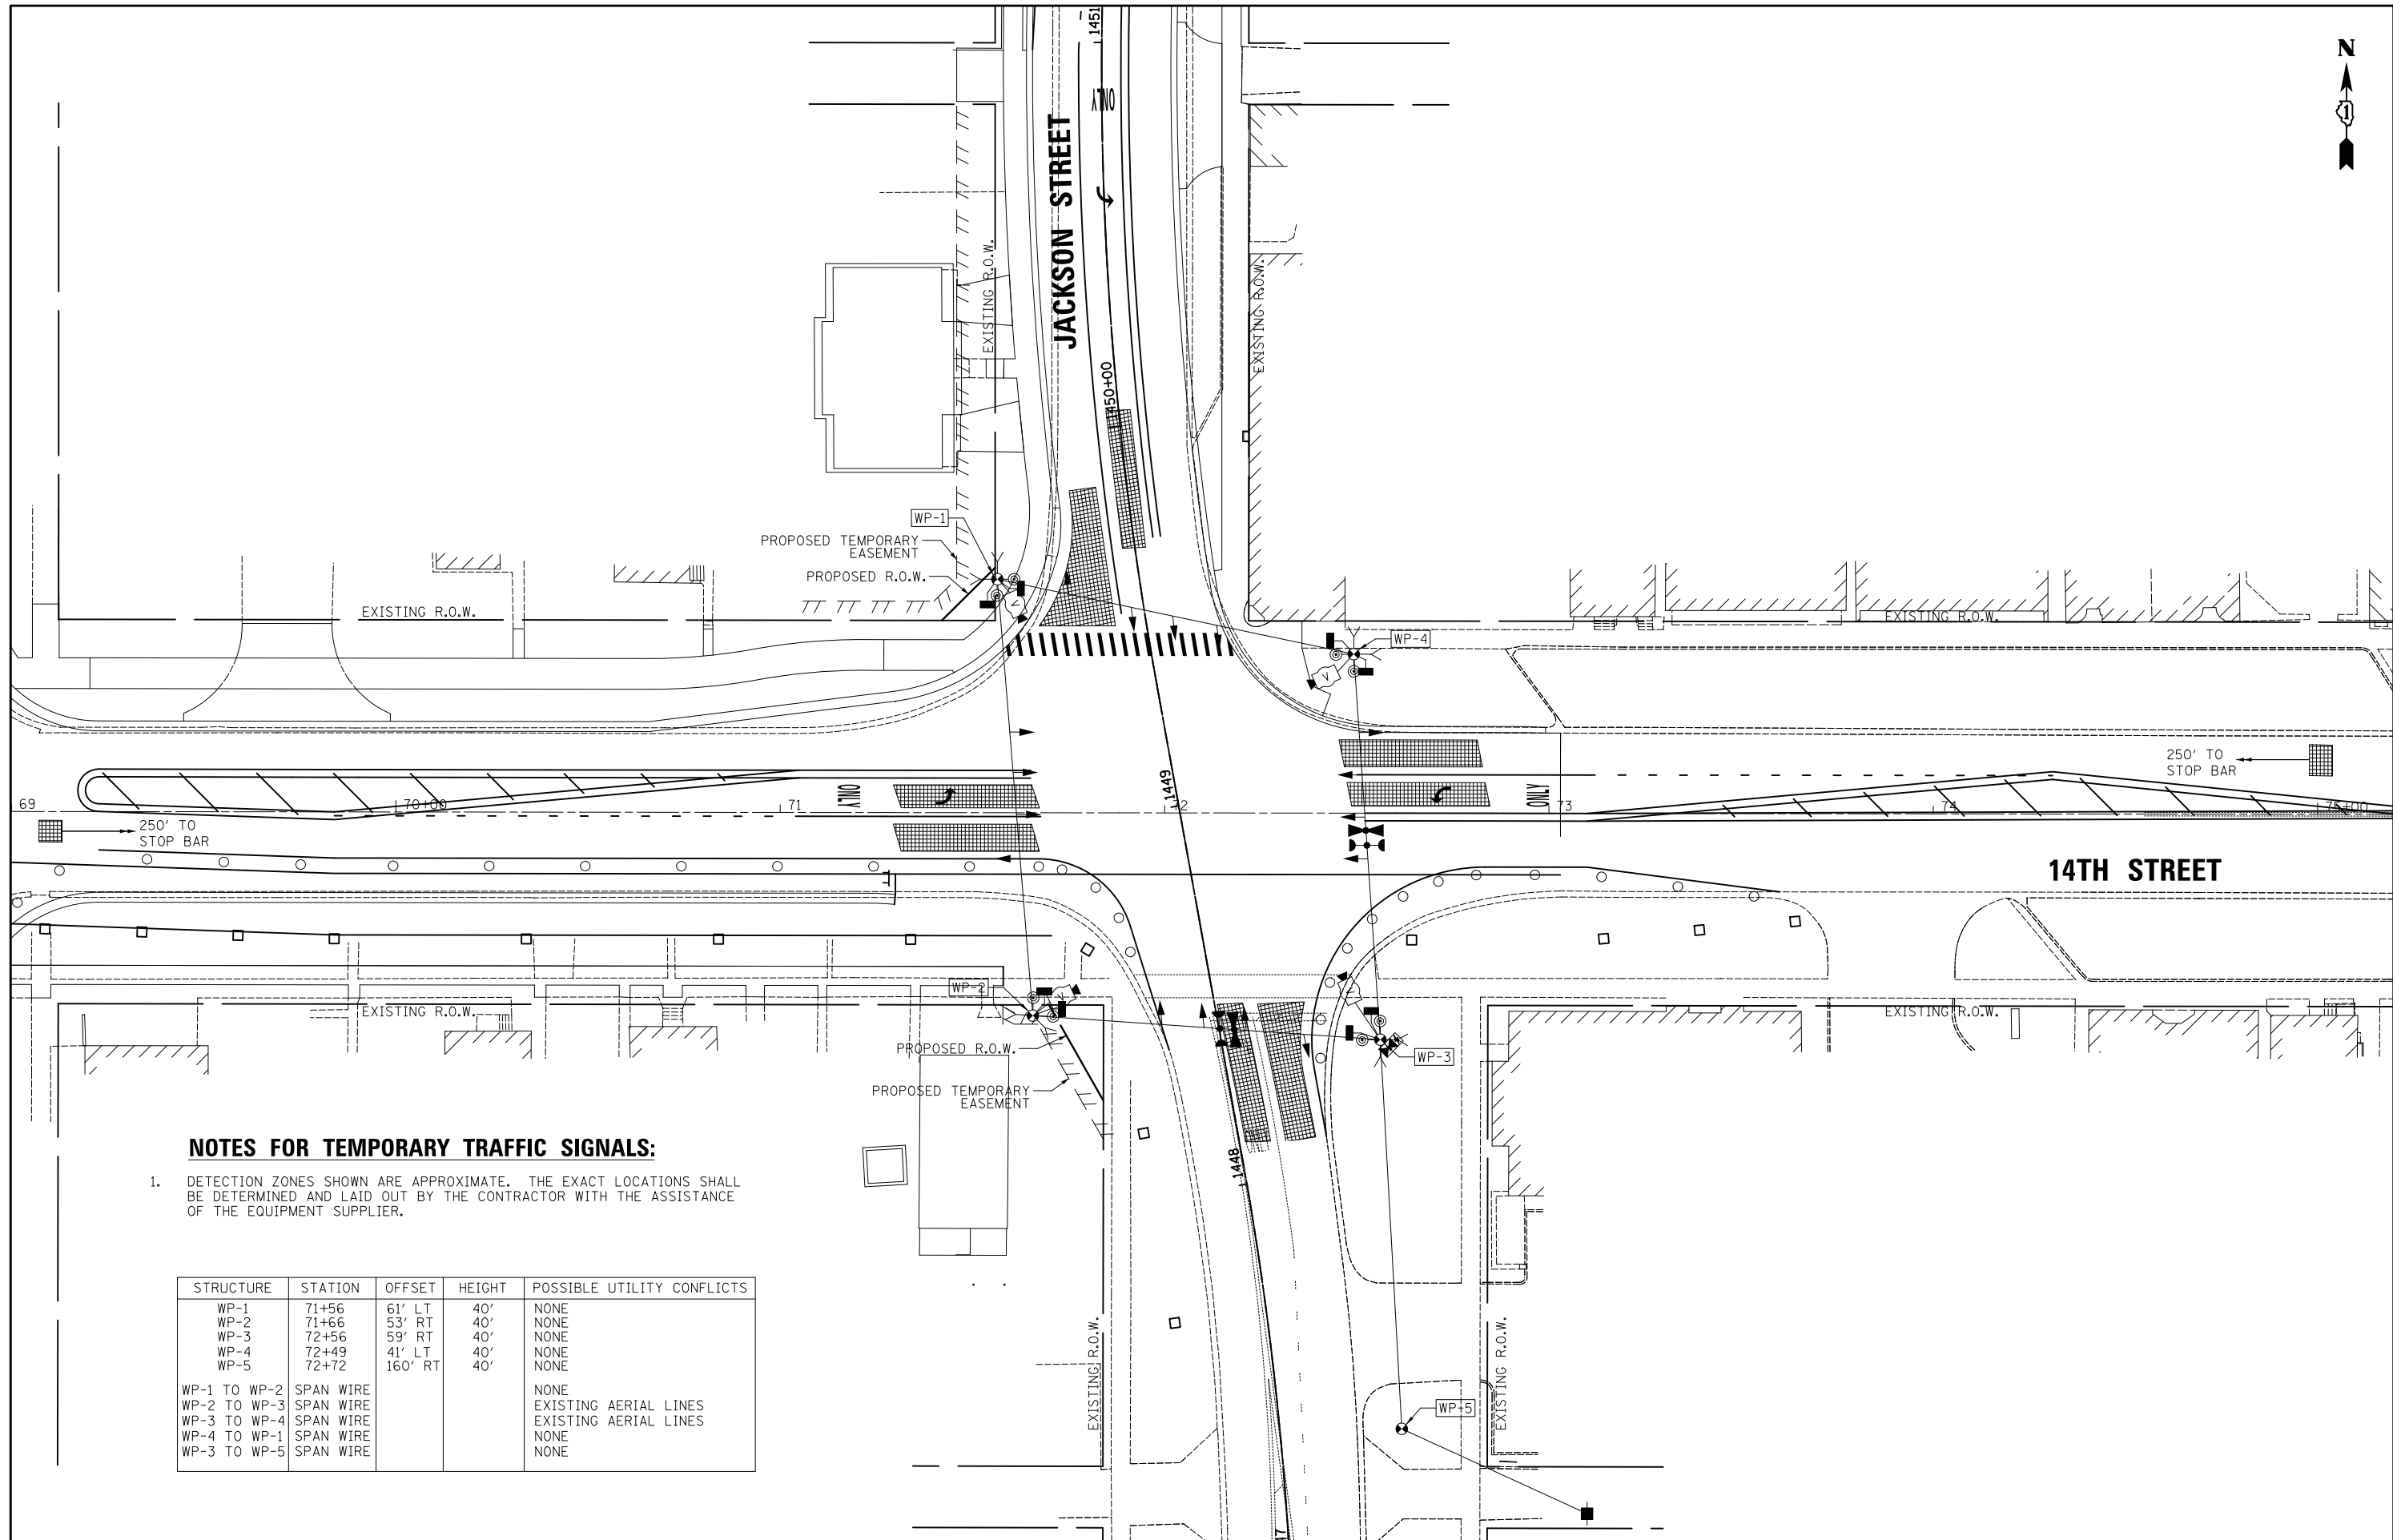 N
1
1451
ONLY
JACKSON STREET
EXISTING R.O.W.
EXISTING R.O.W.
1450+00
WP-1
PROPOSED TEMPORARY
EASEMENT
PROPOSED R.O.W.
EXISTING R.O.W.
WP-4
EXISTING R.O.W.
V
V
250' TO
STOP BAR
1449
69
70+00
71
ONLY
72
ONLY
73
74
75+00
250' TO
STOP BAR
14TH STREET
WP-2
V
V
EXISTING R.O.W.
EXISTING R.O.W.
PROPOSED R.O.W.
WP-3
PROPOSED TEMPORARY
EASEMENT
1448
NOTES FOR TEMPORARY TRAFFIC SIGNALS:
1. DETECTION ZONES SHOWN ARE APPROXIMATE. THE EXACT LOCATIONS SHALL
BE DETERMINED AND LAID OUT BY THE CONTRACTOR WITH THE ASSISTANCE
OF THE EQUIPMENT SUPPLIER.
STRUCTURE STATION OFFSET HEIGHT POSSIBLE UTILITY CONFLICTS
WP-1 71+56 61' LT 40' NONE
WP-2 71+66 53' RT 40' NONE
WP-3 72+56 59' RT 40' NONE
WP-4 72+49 41' LT 40' NONE
WP-5 72+72 160' RT 40' NONE
WP-1 TO WP-2 SPAN WIRE NONE
WP-2 TO WP-3 SPAN WIRE EXISTING AERIAL LINES
WP-3 TO WP-4 SPAN WIRE EXISTING AERIAL LINES
WP-4 TO WP-1 SPAN WIRE NONE
WP-3 TO WP-5 SPAN WIRE NONE
EXISTING R.O.W.
EXISTING R.O.W.
WP-5